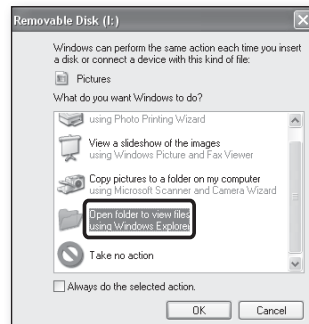 Removable Disk (I:)
Windows can perform the same action each time you insert
a disk or connect a device with this kind of file:
Pictures
What do you want Windows to do?
using Photo Printing Wizard
View a slideshow of the images
using Windows Picture and Fax Viewer
Copy pictures to a folder on my computer
using Microsoft Scanner and Camera Wizard
Open folder to view files
using Windows Explorer
Take no action
Always do the selected action.
OK
Cancel